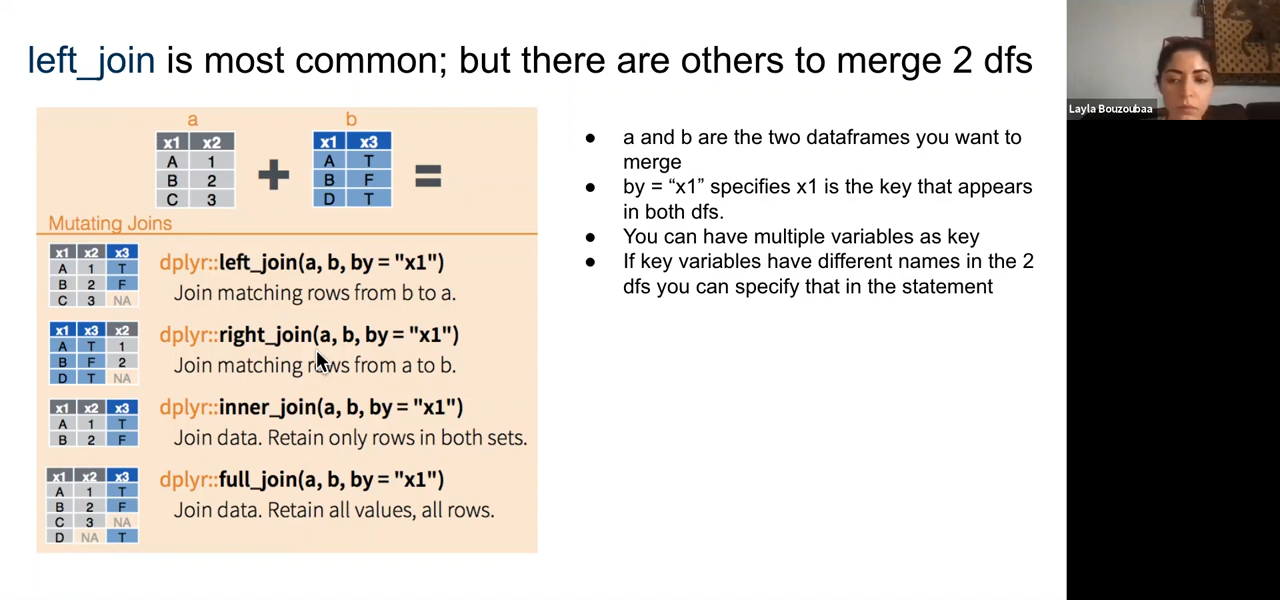 left_join is most common; but there are others to merge 2 dfs
Layla Bouzoubaa
a b
x1 x2 x1 x3
A 1 A T
B 2 + B F =
C 3 D T
Mutating Joins
x1 x2 x3
A 1 T
B 2 F
C 3 NA
dplyr::left_join(a, b, by = "x1")
Join matching rows from b to a.
x1 x3 x2
A T 1
B F 2
D T NA
dplyr::right_join(a, b, by = "x1")
Join matching rows from a to b.
x1 x2 x3
A 1 T
B 2 F
dplyr::inner_join(a, b, by = "x1")
Join data. Retain only rows in both sets.
x1 x2 x3
A 1 T
B 2 F
C 3 NA
D NA T
dplyr::full_join(a, b, by = "x1")
Join data. Retain all values, all rows.
● a and b are the two dataframes you want to
merge
● by = “x1” specifies x1 is the key that appears
in both dfs.
● You can have multiple variables as key
● If key variables have different names in the 2
dfs you can specify that in the statement